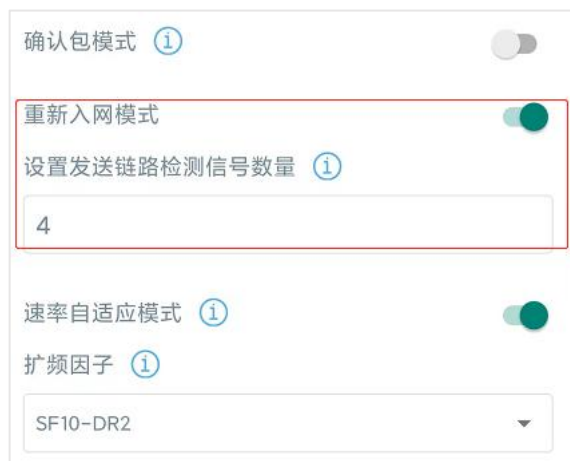 确认包模式
重新入网模式
设置发送链路检测信号数量
4
速率自适应模式
扩频因子
SF10-DR2